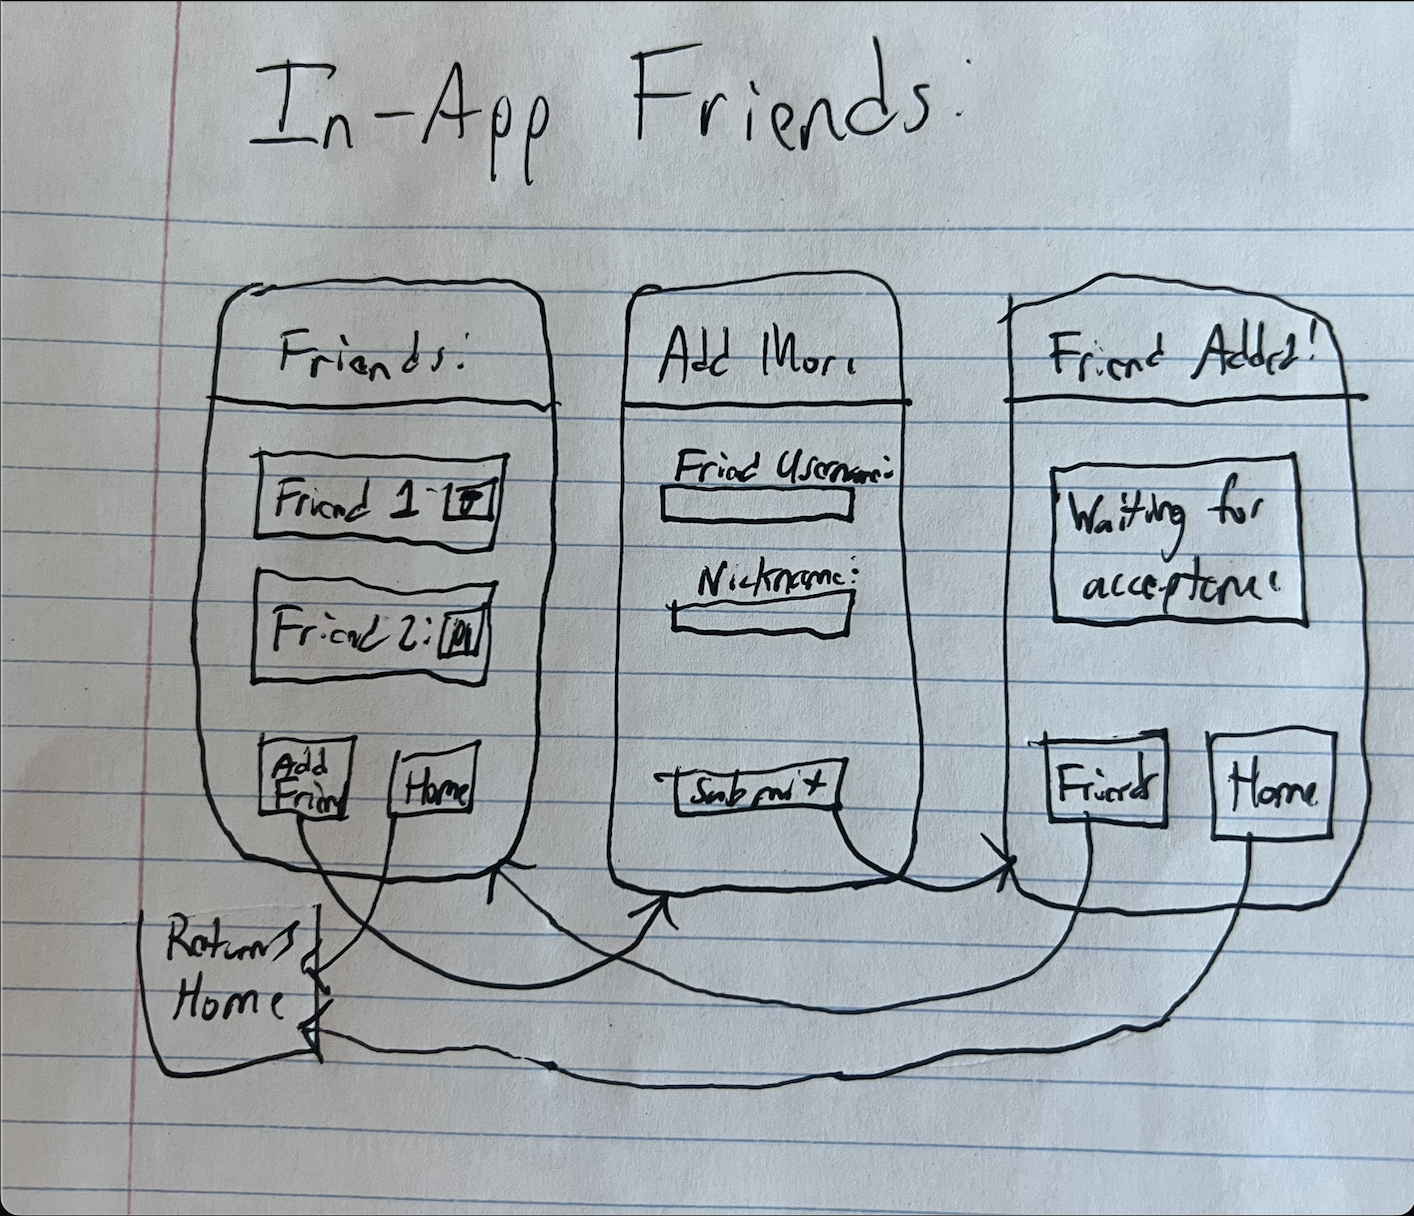 In-App Friends:
Friends:
Friend 1:
Friend 2:
Add
Friend
Home
Add More
Friend Username:
Nickname:
Submit
Friend Added!
Waiting for
acceptance
Friends
Home
Returns
Home